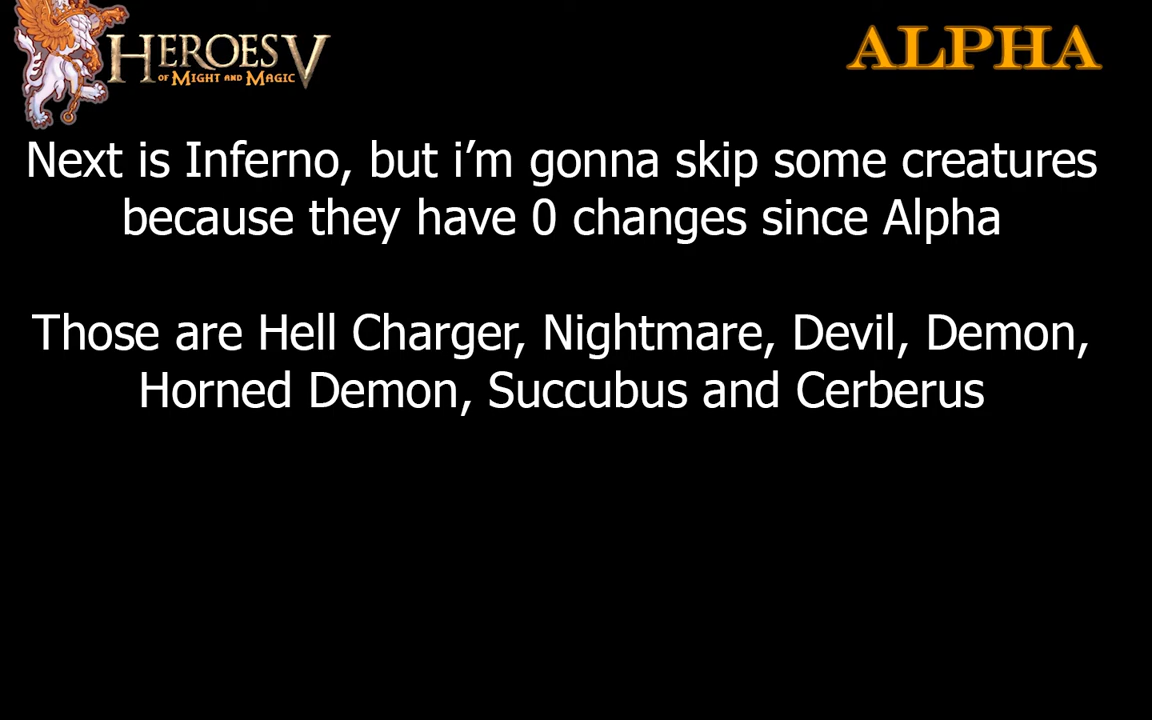 HEROES V
OF MIGHT AND MAGIC
ALPHA
Next is Inferno, but i’m gonna skip some creatures
because they have 0 changes since Alpha
Those are Hell Charger, Nightmare, Devil, Demon,
Horned Demon, Succubus and Cerberus